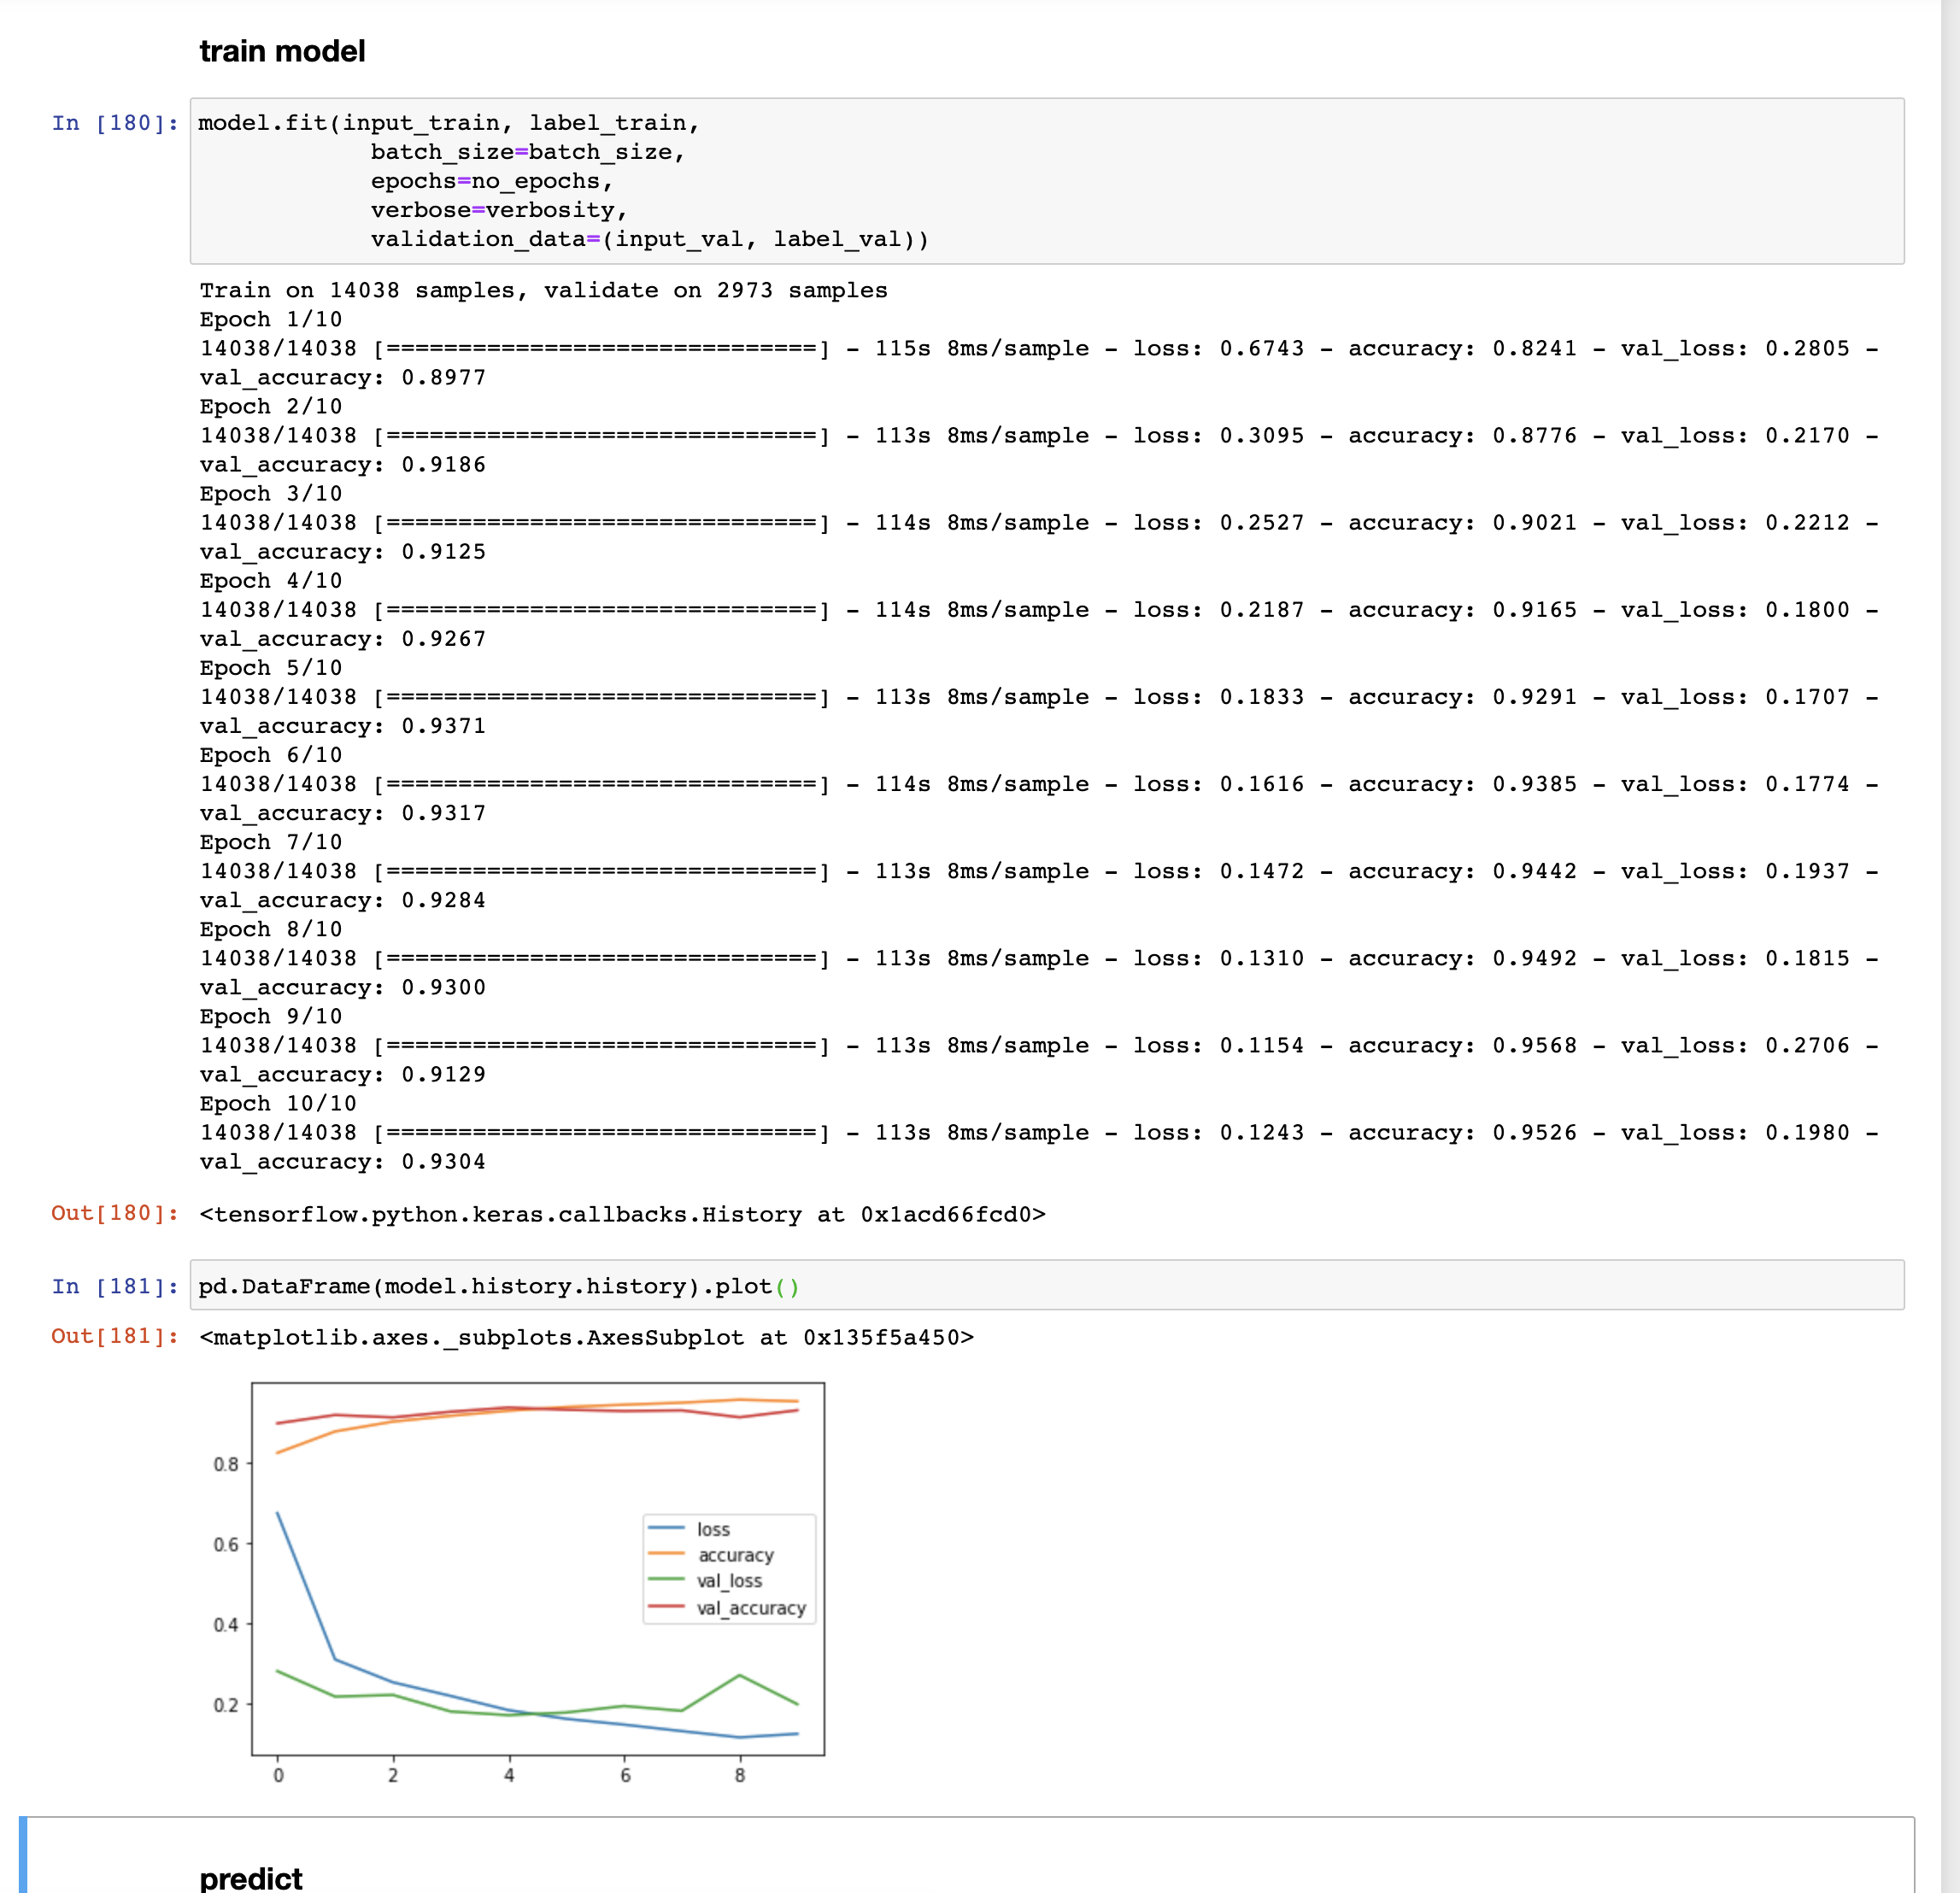 train model
In [180]: model.fit(input_train, label_train,
batch_size=batch_size,
epochs=no_epochs,
verbose=verbosity,
validation_data=(input_val, label_val))
Train on 14038 samples, validate on 2973 samples
Epoch 1/10
14038/14038 [==============================] - 115s 8ms/sample - loss: 0.6743 - accuracy: 0.8241 - val_loss: 0.2805 -
val_accuracy: 0.8977
Epoch 2/10
14038/14038 [==============================] - 113s 8ms/sample - loss: 0.3095 - accuracy: 0.8776 - val_loss: 0.2170 -
val_accuracy: 0.9186
Epoch 3/10
14038/14038 [==============================] - 114s 8ms/sample - loss: 0.2527 - accuracy: 0.9021 - val_loss: 0.2212 -
val_accuracy: 0.9125
Epoch 4/10
14038/14038 [==============================] - 114s 8ms/sample - loss: 0.2187 - accuracy: 0.9165 - val_loss: 0.1800 -
val_accuracy: 0.9267
Epoch 5/10
14038/14038 [==============================] - 113s 8ms/sample - loss: 0.1833 - accuracy: 0.9291 - val_loss: 0.1707 -
val_accuracy: 0.9371
Epoch 6/10
14038/14038 [==============================] - 114s 8ms/sample - loss: 0.1616 - accuracy: 0.9385 - val_loss: 0.1774 -
val_accuracy: 0.9317
Epoch 7/10
14038/14038 [==============================] - 113s 8ms/sample - loss: 0.1472 - accuracy: 0.9442 - val_loss: 0.1937 -
val_accuracy: 0.9284
Epoch 8/10
14038/14038 [==============================] - 113s 8ms/sample - loss: 0.1310 - accuracy: 0.9492 - val_loss: 0.1815 -
val_accuracy: 0.9300
Epoch 9/10
14038/14038 [==============================] - 113s 8ms/sample - loss: 0.1154 - accuracy: 0.9568 - val_loss: 0.2706 -
val_accuracy: 0.9129
Epoch 10/10
14038/14038 [==============================] - 113s 8ms/sample - loss: 0.1243 - accuracy: 0.9526 - val_loss: 0.1980 -
val_accuracy: 0.9304
Out[180]: <tensorflow.python.keras.callbacks.History at 0x1acd66fcd0>
In [181]: pd.DataFrame(model.history.history).plot()
Out[181]: <matplotlib.axes._subplots.AxesSubplot at 0x135f5a450>
0.8
0.6
0.4
0.2
loss
accuracy
val_loss
val_accuracy
0 2 4 6 8
predict